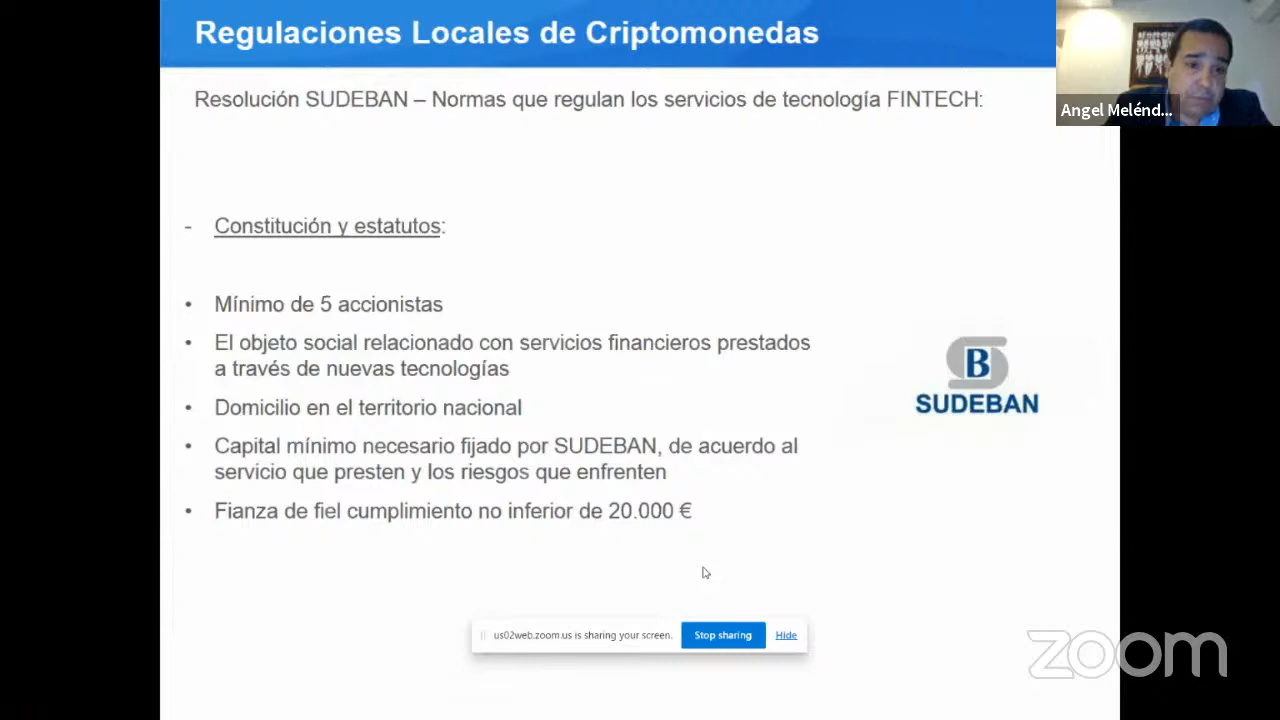 Regulaciones Locales de Criptomonedas
Resolución SUDEBAN – Normas que regulan los servicios de tecnología FINTECH:
Angel Melénd...
- Constitución y estatutos:
• Mínimo de 5 accionistas
• El objeto social relacionado con servicios financieros prestados
a través de nuevas tecnologías
• Domicilio en el territorio nacional
• Capital mínimo necesario fijado por SUDEBAN, de acuerdo al
servicio que presten y los riesgos que enfrenten
• Fianza de fiel cumplimiento no inferior de 20.000 €
B
SUDEBAN
us02web.zoom.us is sharing your screen. Stop sharing Hide
zoom